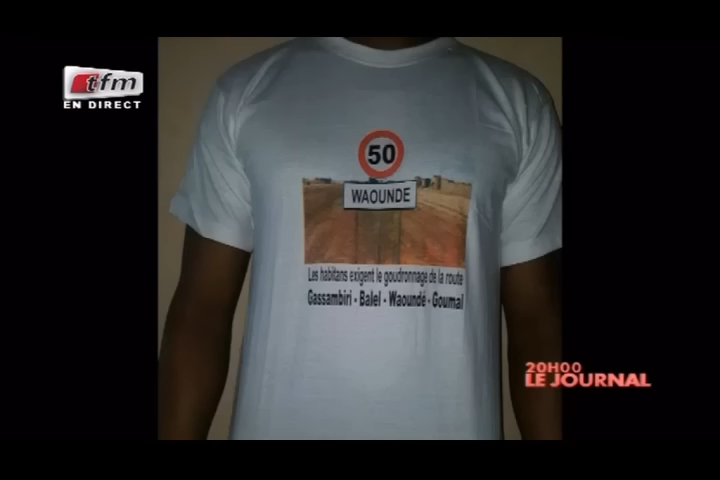 tfm
EN DIRECT
50
WAOUNDE
Les habitans exigent le goudronnage de la route
Gassambiri - Balel - Waoundé - Goumal
20H00
LE JOURNAL